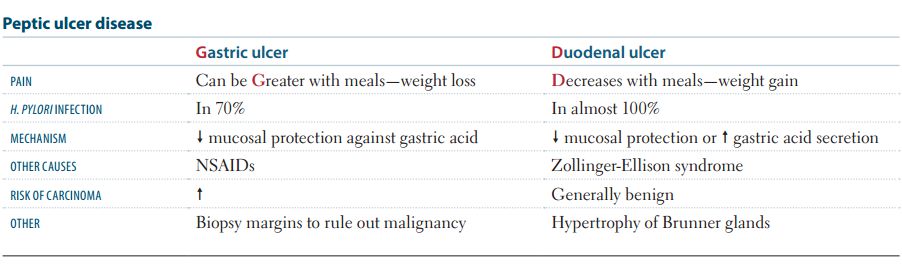 Peptic ulcer disease
Gastric ulcer Duodenal ulcer
PAIN Can be Greater with meals—weight loss Decreases with meals—weight gain
H. PYLORI INFECTION In 70% In almost 100%
MECHANISM ↓ mucosal protection against gastric acid ↓ mucosal protection or ↑ gastric acid secretion
OTHER CAUSES NSAIDs Zollinger-Ellison syndrome
RISK OF CARCINOMA ↑ Generally benign
OTHER Biopsy margins to rule out malignancy Hypertrophy of Brunner glands